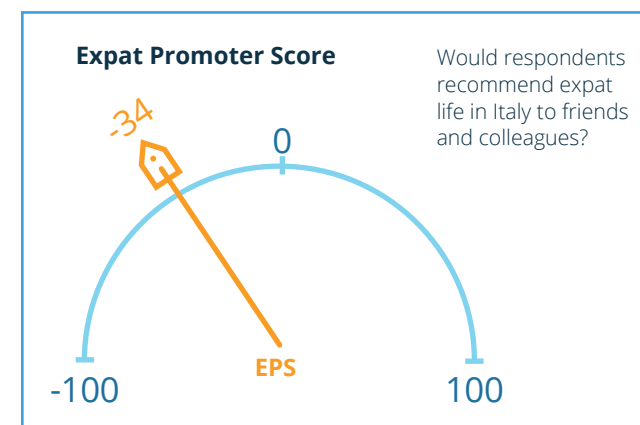 Expat Promoter Score
Would respondents
recommend expat
life in Italy to friends
and colleagues?
-34
0
EPS
-100
100